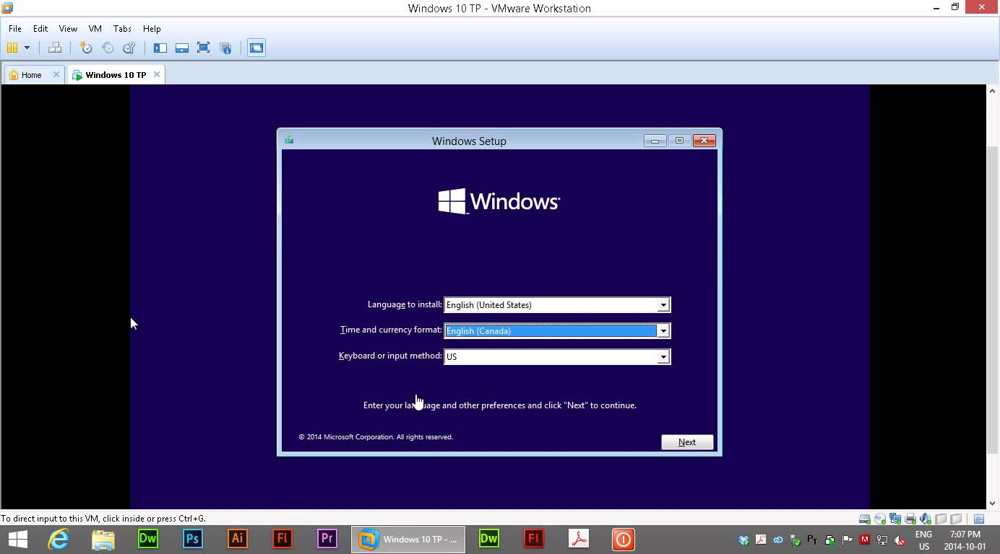 Windows 10 TP - VMware Workstation
File Edit View VM Tabs Help
Home Windows 10 TP
Windows Setup
Windows
Language to install: English (United States)
Time and currency format: English (Canada)
Keyboard or input method: US
Enter your language and other preferences and click "Next" to continue.
© 2014 Microsoft Corporation. All rights reserved.
Next
To direct input to this VM, click inside or press Ctrl+G.
Dw Ps Ai Fl Pr Windows 10 TP - ... Dw Fl
ENG 7:07 PM
US 2014-10-01